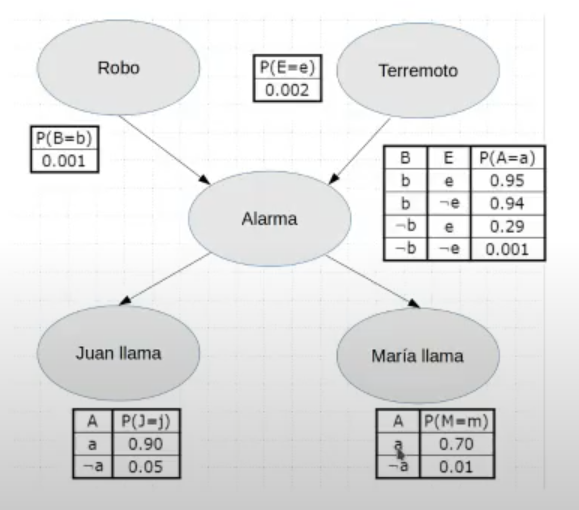 Robo
Terremoto
P(E=e)
0.002
P(B=b)
0.001
B E P(A=a)
b e 0.95
b ¬e 0.94
¬b e 0.29
¬b ¬e 0.001
Alarma
Juan llama
María llama
A P(J=j)
a 0.90
¬a 0.05
A P(M=m)
a 0.70
¬a 0.01